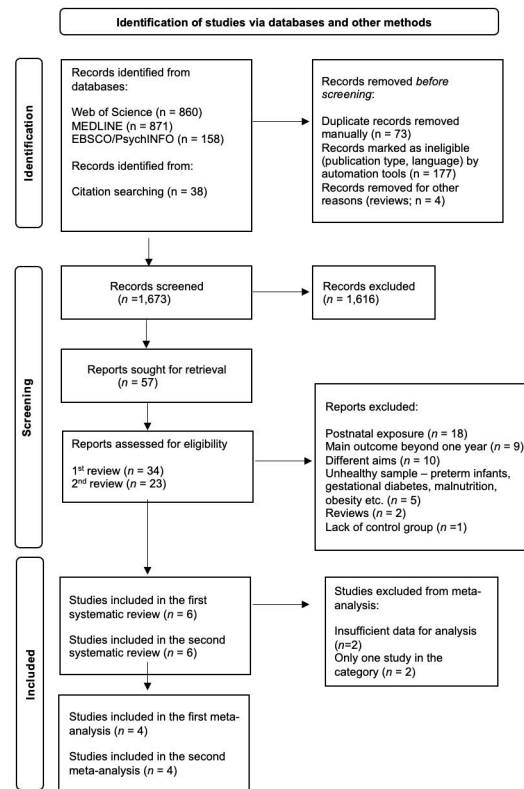 Identification of studies via databases and other methods
Identification
Records identified from
databases:
Web of Science (n = 860)
MEDLINE (n = 871)
EBSCO/PsychINFO (n = 158)
Records identified from:
Citation searching (n = 38)
Records removed before
screening:
Duplicate records removed
manually (n = 73)
Records marked as ineligible
(publication type, language) by
automation tools (n = 177)
Records removed for other
reasons (reviews; n = 4)
Screening
Records screened
(n =1,673)
Records excluded
(n = 1,616)
Reports sought for retrieval
(n = 57)
Reports assessed for eligibility
1st review (n = 34)
2nd review (n = 23)
Reports excluded:
Postnatal exposure (n = 18)
Main outcome beyond one year (n = 9)
Different aims (n = 10)
Unhealthy sample – preterm infants,
gestational diabetes, malnutrition,
obesity etc. (n = 5)
Reviews (n = 2)
Lack of control group (n =1)
Included
Studies included in the first
systematic review (n = 6)
Studies included in the second
systematic review (n = 6)
Studies excluded from meta-
analysis:
Insufficient data for analysis
(n=2)
Only one study in the
category (n = 2)
Studies included in the first meta-
analysis (n = 4)
Studies included in the second
meta-analysis (n = 4)